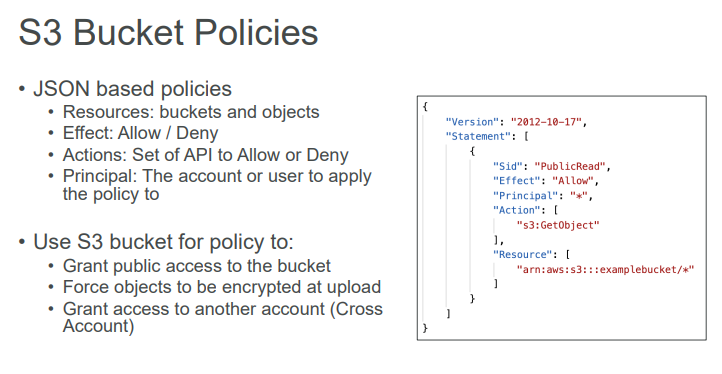 S3 Bucket Policies
• JSON based policies
• Resources: buckets and objects
• Effect: Allow / Deny
• Actions: Set of API to Allow or Deny
• Principal: The account or user to apply
the policy to
• Use S3 bucket for policy to:
• Grant public access to the bucket
• Force objects to be encrypted at upload
• Grant access to another account (Cross
Account)
{
"Version": "2012-10-17",
"Statement": [
{
"Sid": "PublicRead",
"Effect": "Allow",
"Principal": "*",
"Action": [
"s3:GetObject"
],
"Resource": [
"arn:aws:s3:::examplebucket/*"
]
}
]
}